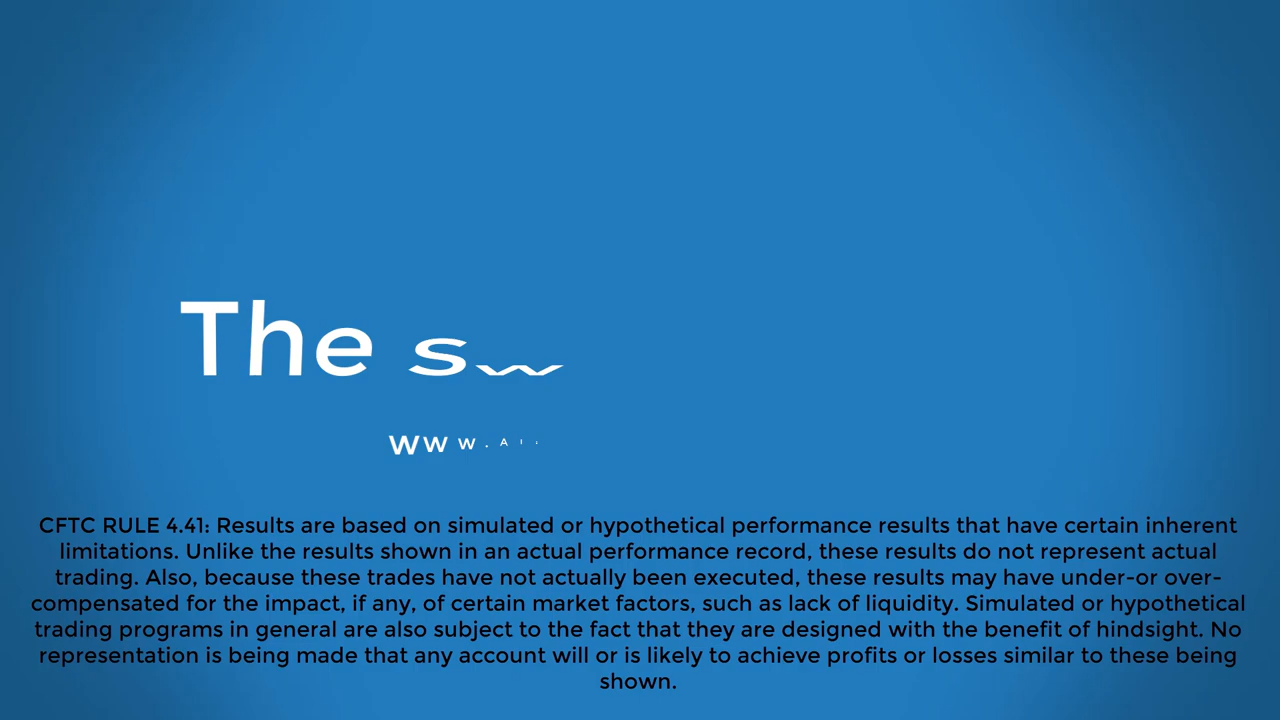 The sw
www.A
CFTC RULE 4.41: Results are based on simulated or hypothetical performance results that have certain inherent
limitations. Unlike the results shown in an actual performance record, these results do not represent actual
trading. Also, because these trades have not actually been executed, these results may have under-or over-
compensated for the impact, if any, of certain market factors, such as lack of liquidity. Simulated or hypothetical
trading programs in general are also subject to the fact that they are designed with the benefit of hindsight. No
representation is being made that any account will or is likely to achieve profits or losses similar to these being
shown.